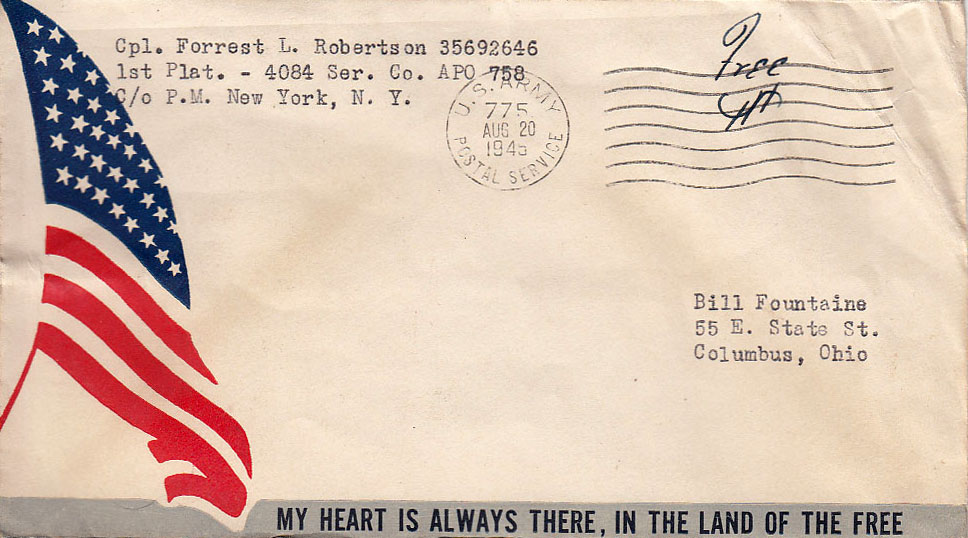 Cpl. Forrest L. Robertson 35692646
1st Plat. - 4084 Ser. Co. APO 758
C/o P.M. New York, N. Y.
U.S. ARMY
775
AUG 20
1945
POSTAL SERVICE
Free
Bill Fountaine
55 E. State St.
Columbus, Ohio
MY HEART IS ALWAYS THERE, IN THE LAND OF THE FREE